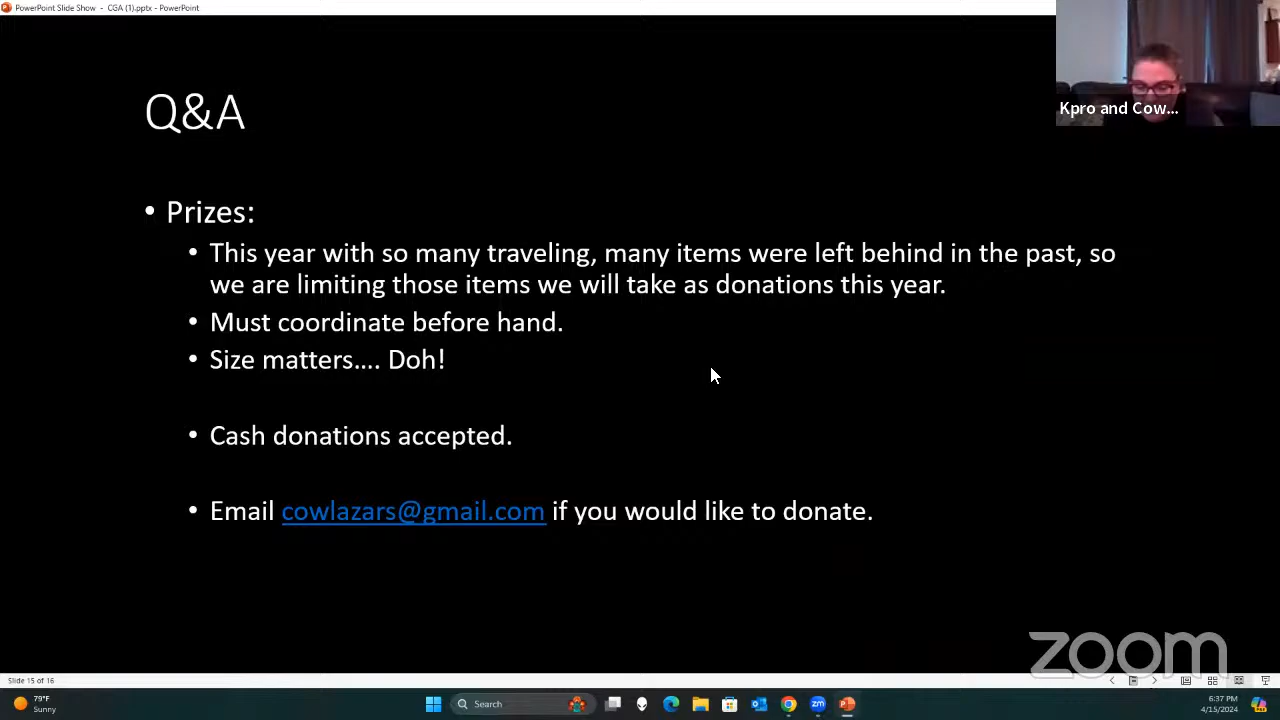 PowerPoint Slide Show - CGA (1).pptx - PowerPoint
Kpro and Cow...
Q&A
• Prizes:
• This year with so many traveling, many items were left behind in the past, so
we are limiting those items we will take as donations this year.
• Must coordinate before hand.
• Size matters.... Doh!
• Cash donations accepted.
• Email cowlazars@gmail.com if you would like to donate.
zoom
Slide 15 of 16
79°F
Sunny
Search
zm
6:37 PM
4/15/2024